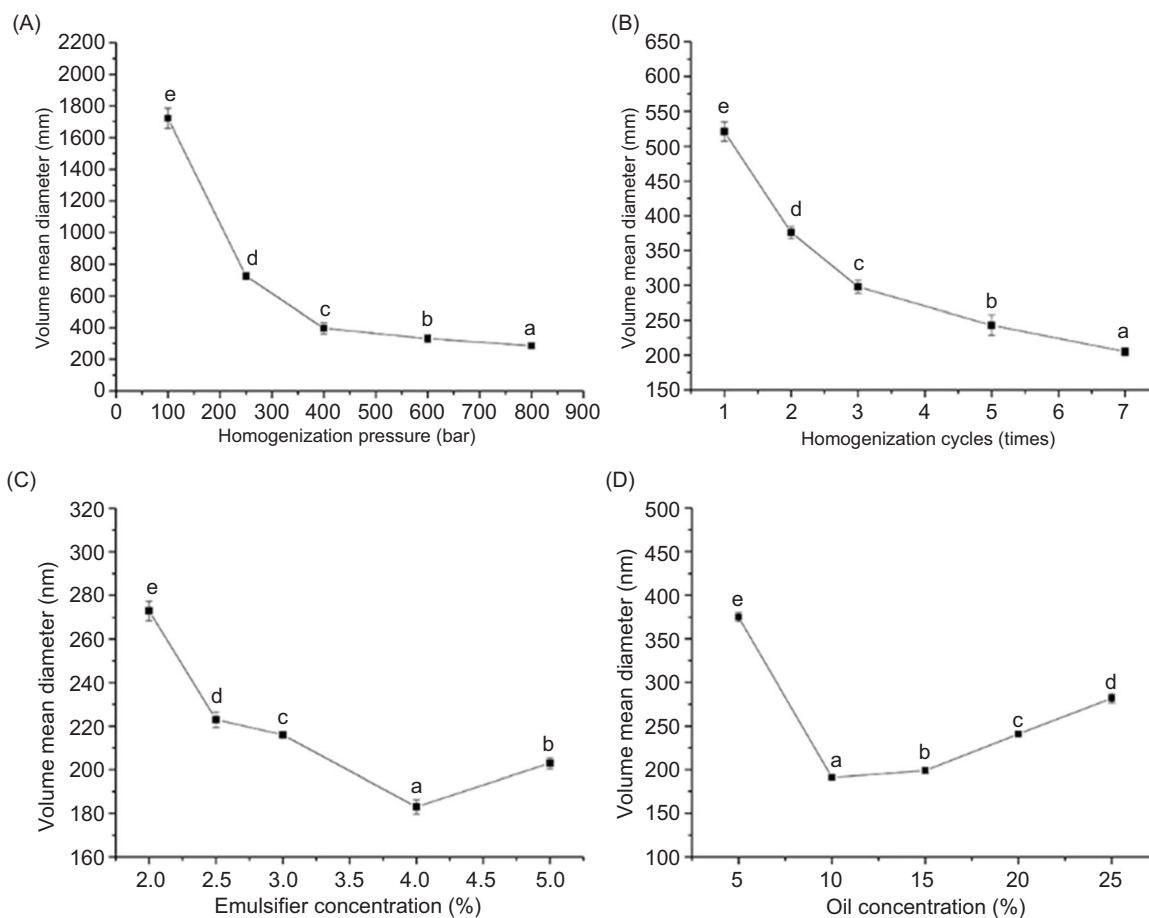 (A)
2200
2000
1800
1600
1400
1200
1000
800
600
400
200
0
Volume mean diameter (mm)
e
d
c
b
a
0 100 200 300 400 500 600 700 800 900
Homogenization pressure (bar)
(B)
650
600
550
500
450
400
350
300
250
200
150
Volume mean diameter (mm)
e
d
c
b
a
1 2 3 4 5 6 7
Homogenization cycles (times)
(C)
320
300
280
260
240
220
200
180
160
Volume mean diameter (nm)
e
d
c
a
b
2.0 2.5 3.0 3.5 4.0 4.5 5.0
Emulsifier concentration (%)
(D)
500
450
400
350
300
250
200
150
100
Volume mean diameter (nm)
e
a
b
c
d
5 10 15 20 25
Oil concentration (%)